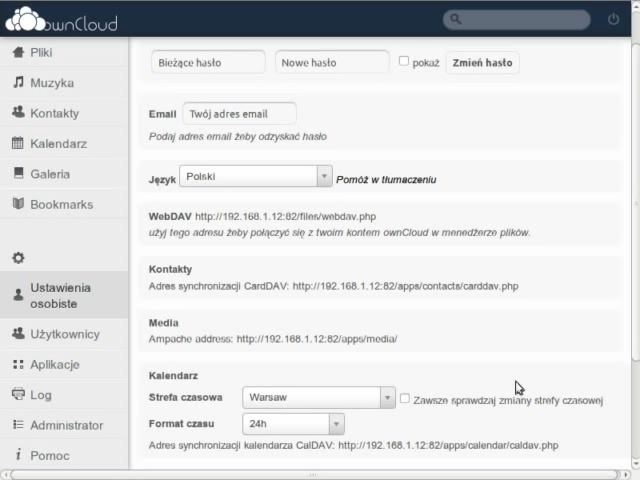 ownCloud
Pliki
Muzyka
Kontakty
Kalendarz
Galeria
Bookmarks
Ustawienia
osobiste
Użytkownicy
Aplikacje
Log
Administrator
Pomoc
Bieżące hasło Nowe hasło pokaż Zmień hasło
Email Twój adres email
Podaj adres email żeby odzyskać hasło
Język Polski Pomóż w tłumaczeniu
WebDAV http://192.168.1.12:82/files/webdav.php
użyj tego adresu żeby połączyć się z twoim kontem ownCloud w menedżerze plików.
Kontakty
Adres synchronizacji CardDAV: http://192.168.1.12:82/apps/contacts/carddav.php
Media
Ampache address: http://192.168.1.12:82/apps/media/
Kalendarz
Strefa czasowa Warsaw Zawsze sprawdzaj zmiany strefy czasowej
Format czasu 24h
Adres synchronizacji kalendarza CalDAV: http://192.168.1.12:82/apps/calendar/caldav.php